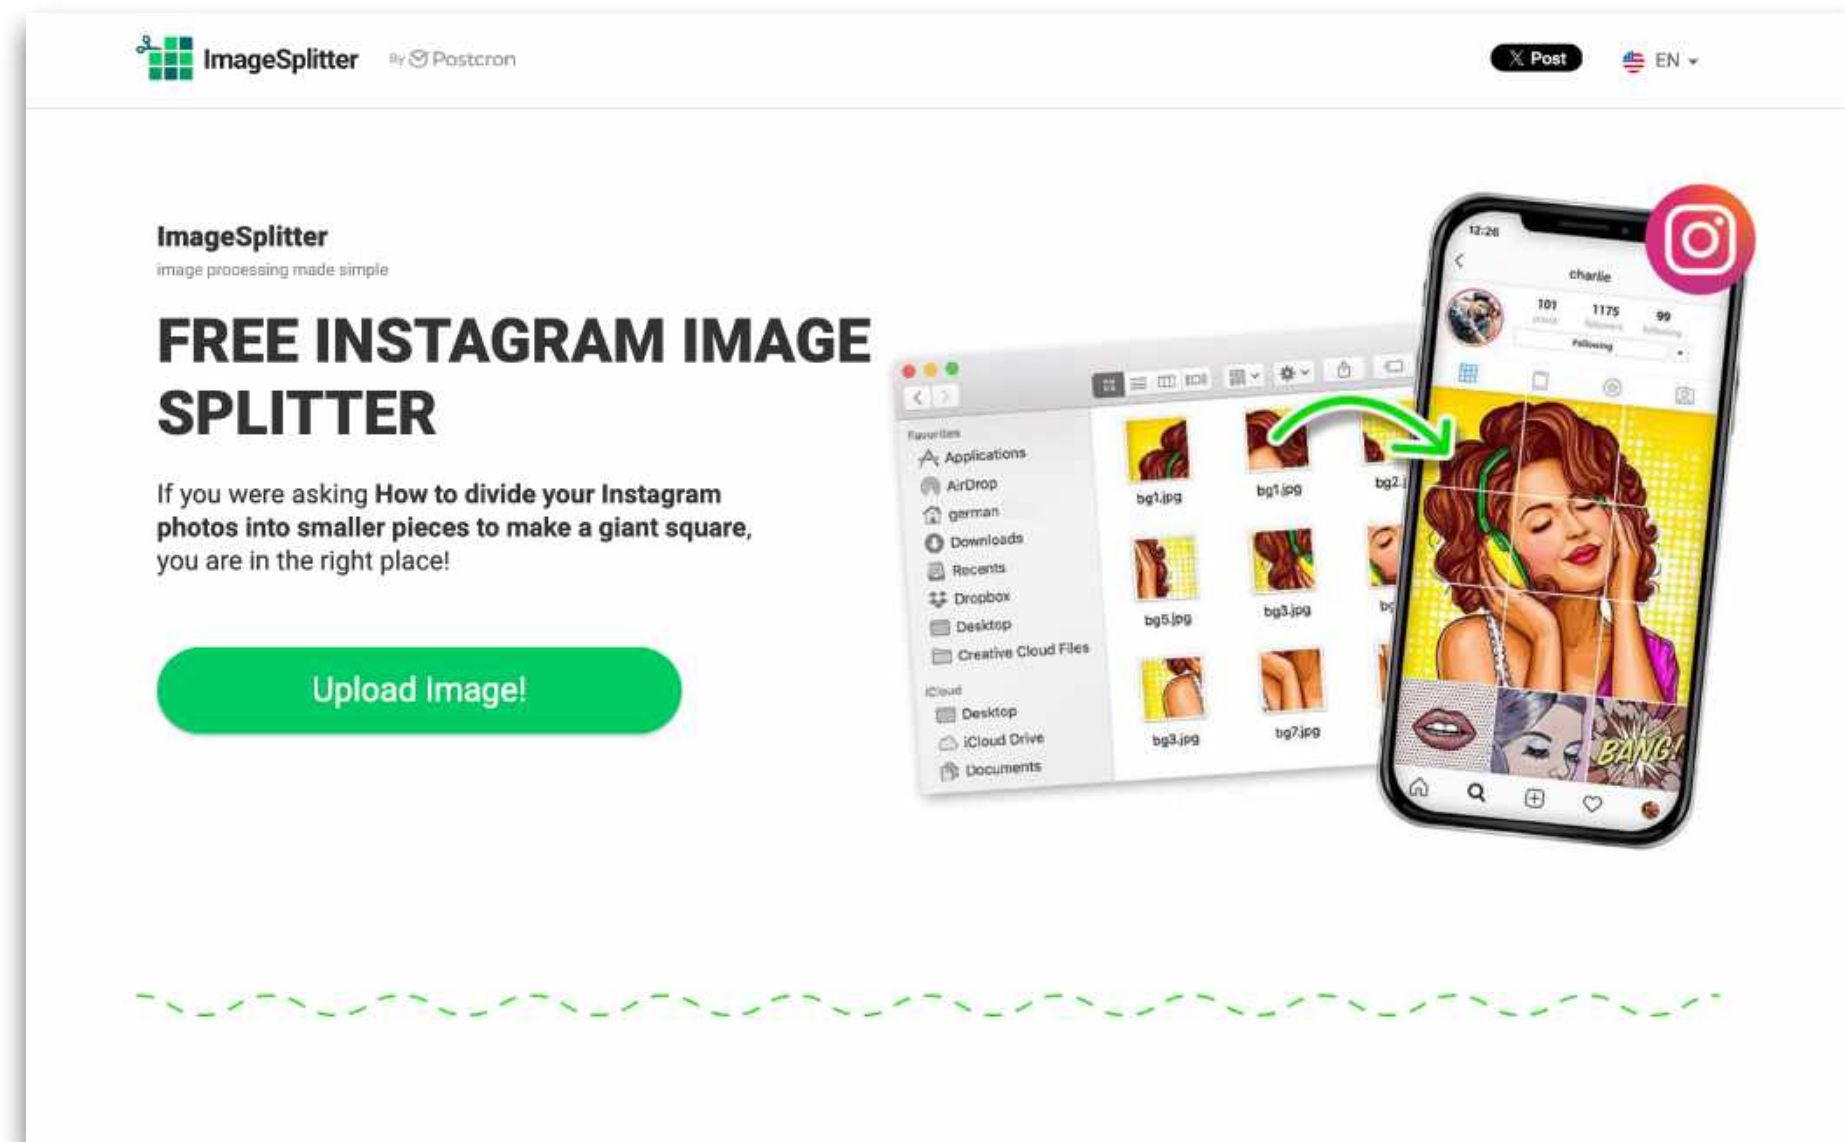 ImageSplitter
By Postcron
X Post
EN
ImageSplitter
image processing made simple
FREE INSTAGRAM IMAGE
SPLITTER
If you were asking How to divide your Instagram
photos into smaller pieces to make a giant square,
you are in the right place!
Upload Image!
Favorites
Applications
AirDrop
german
Downloads
Recents
Dropbox
Desktop
Creative Cloud Files
iCloud
Desktop
iCloud Drive
Documents
bg1.jpg
bg1.jpg
bg2.j
bg5.jpg
bg3.jpg
bg3.jpg
bg7.jpg
12:26
charlie
101
1175
99
followers
following
Following
BANG!